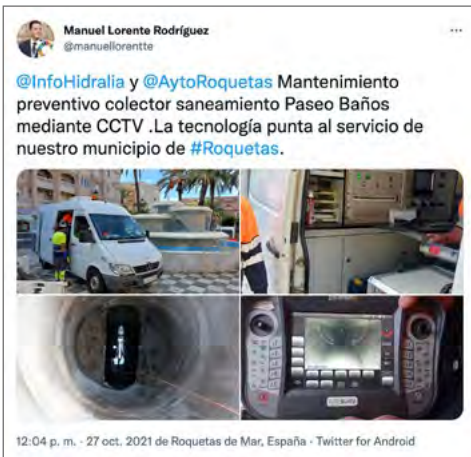 Manuel Lorente Rodríguez
@manuellorentte
@InfoHidralia y @AytoRoquetas Mantenimiento
preventivo colector saneamiento Paseo Baños
mediante CCTV .La tecnología punta al servicio de
nuestro municipio de #Roquetas.
12:04 p. m. · 27 oct. 2021 de Roquetas de Mar, España · Twitter for Android